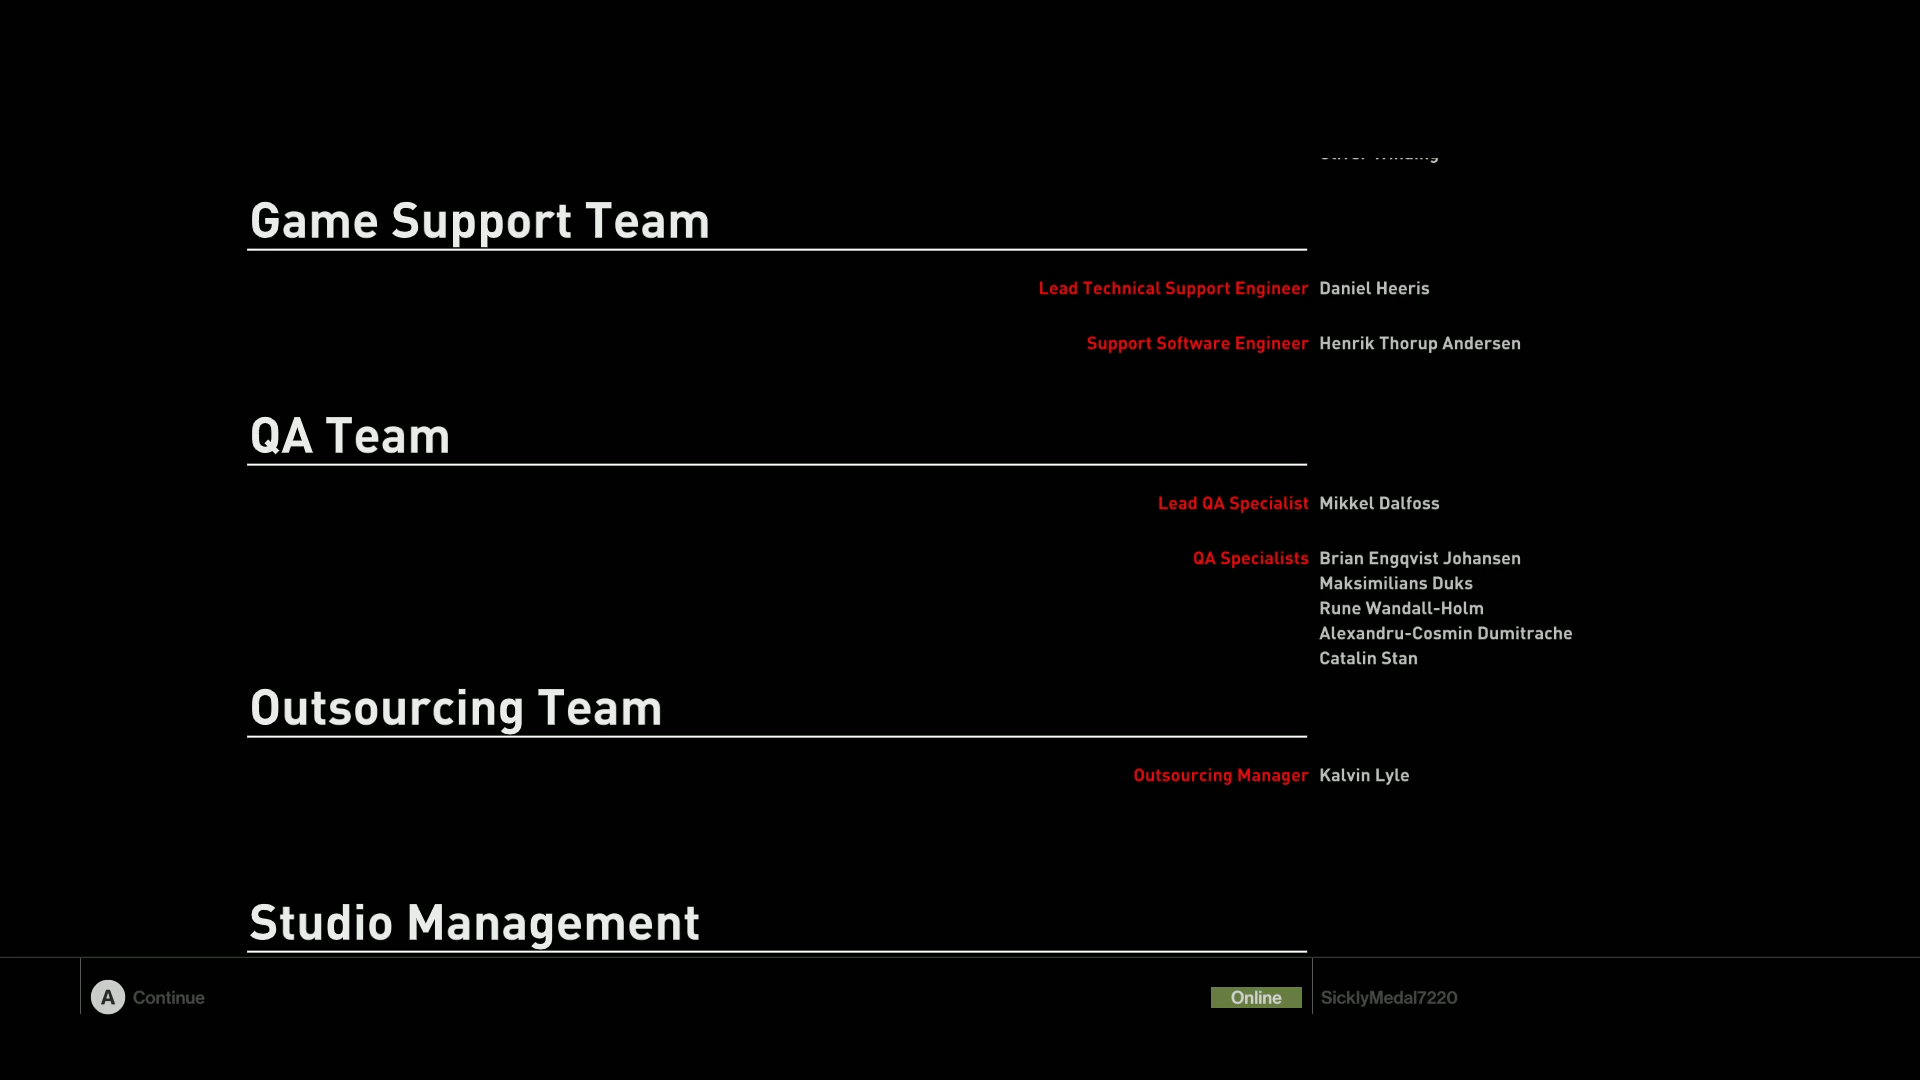 Game Support Team
Lead Technical Support Engineer Daniel Heeris
Support Software Engineer Henrik Thorup Andersen
QA Team
Lead QA Specialist Mikkel Dalfoss
QA Specialists Brian Engqvist Johansen
Maksimilians Duks
Rune Wandall-Holm
Alexandru-Cosmin Dumitrache
Catalin Stan
Outsourcing Team
Outsourcing Manager Kalvin Lyle
Studio Management
A Continue
Online SicklyMedal7220